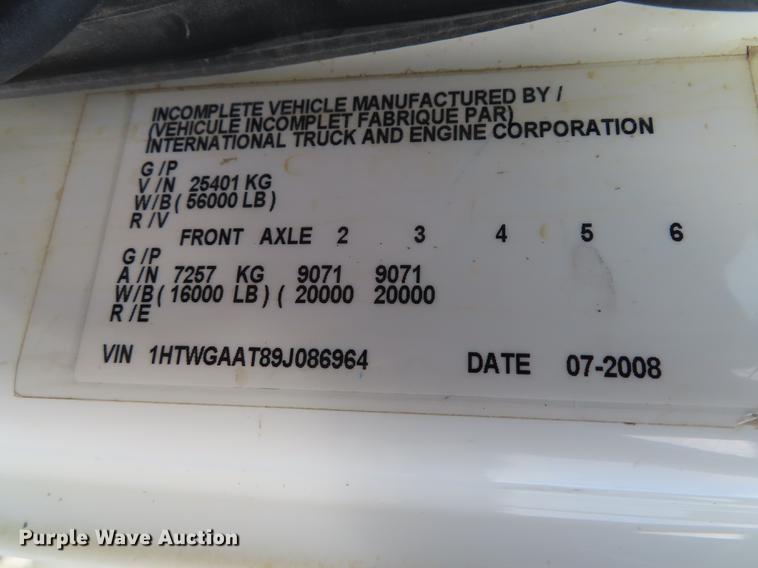 INCOMPLETE VEHICLE MANUFACTURED BY /
(VEHICULE INCOMPLET FABRIQUE PAR)
INTERNATIONAL TRUCK AND ENGINE CORPORATION
G /P
V /N 25401 KG
W/B( 56000 LB)
R /V
FRONT AXLE 2 3 4 5 6
G /P
A /N 7257 KG 9071 9071
W/B( 16000 LB) ( 20000 20000
R /E
VIN 1HTWGAAT89J086964 DATE 07-2008
Purple Wave Auction